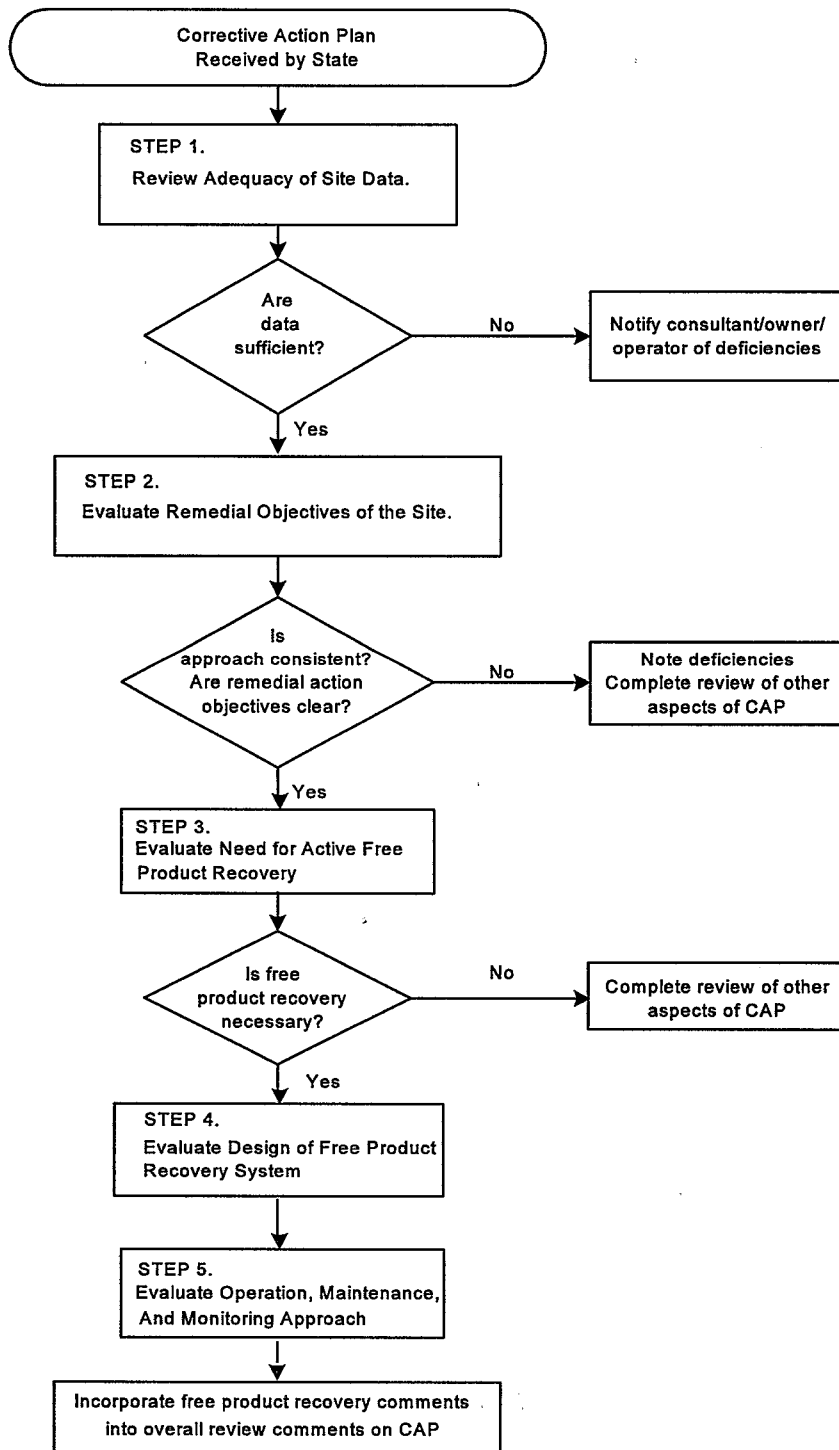 Corrective Action Plan
Received by State
STEP 1.
Review Adequacy of Site Data.
Are
data
sufficient?
No
Notify consultant/owner/
operator of deficiencies
Yes
STEP 2.
Evaluate Remedial Objectives of the Site.
Is
approach consistent?
Are remedial action
objectives clear?
No
Note deficiencies
Complete review of other
aspects of CAP
Yes
STEP 3.
Evaluate Need for Active Free
Product Recovery
Is free
product recovery
necessary?
No
Complete review of other
aspects of CAP
Yes
STEP 4.
Evaluate Design of Free Product
Recovery System
STEP 5.
Evaluate Operation, Maintenance,
And Monitoring Approach
Incorporate free product recovery comments
into overall review comments on CAP